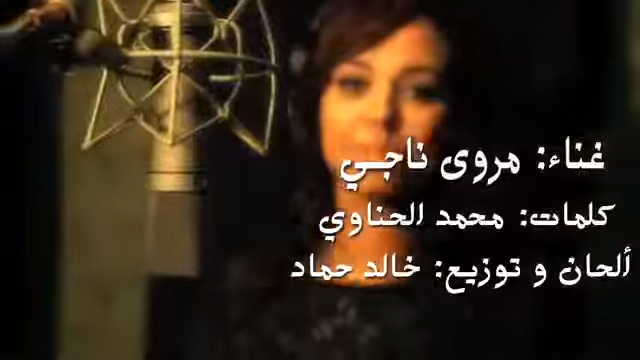 غناء: مروى ناجي
كلمات: محمد الحناوي
ألحان و توزيع: خالد حماد